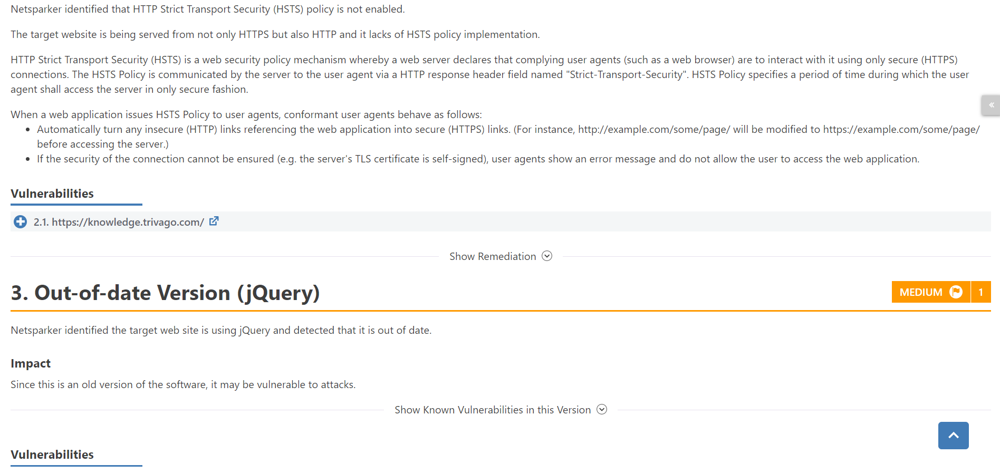 Netsparker identified that HTTP Strict Transport Security (HSTS) policy is not enabled.
The target website is being served from not only HTTPS but also HTTP and it lacks of HSTS policy implementation.
HTTP Strict Transport Security (HSTS) is a web security policy mechanism whereby a web server declares that complying user agents (such as a web browser) are to interact with it using only secure (HTTPS)
connections. The HSTS Policy is communicated by the server to the user agent via a HTTP response header field named "Strict-Transport-Security". HSTS Policy specifies a period of time during which the user
agent shall access the server in only secure fashion.
When a web application issues HSTS Policy to user agents, conformant user agents behave as follows:
• Automatically turn any insecure (HTTP) links referencing the web application into secure (HTTPS) links. (For instance, http://example.com/some/page/ will be modified to https://example.com/some/page/
before accessing the server.)
• If the security of the connection cannot be ensured (e.g. the server's TLS certificate is self-signed), user agents show an error message and do not allow the user to access the web application.
Vulnerabilities
2.1. https://knowledge.trivago.com/
Show Remediation
3. Out-of-date Version (jQuery)
MEDIUM 1
Netsparker identified the target web site is using jQuery and detected that it is out of date.
Impact
Since this is an old version of the software, it may be vulnerable to attacks.
Show Known Vulnerabilities in this Version
Vulnerabilities